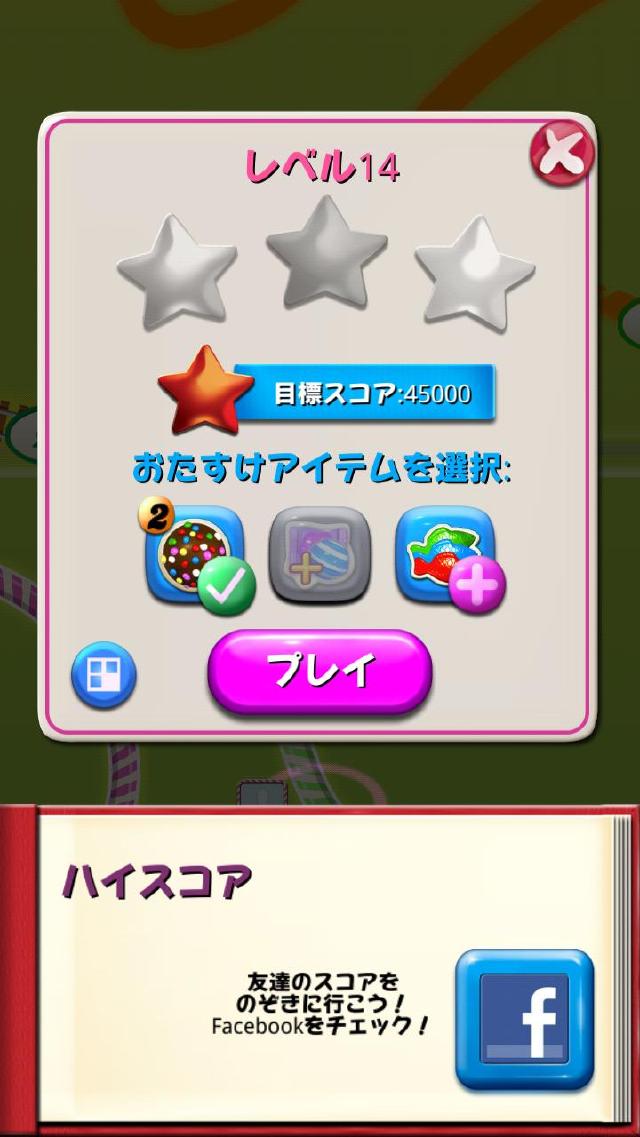 レベル14
目標スコア:45000
おたすけアイテムを選択:
2
プレイ
ハイスコア
友達のスコアを
のぞきに行こう!
Facebookをチェック!
f